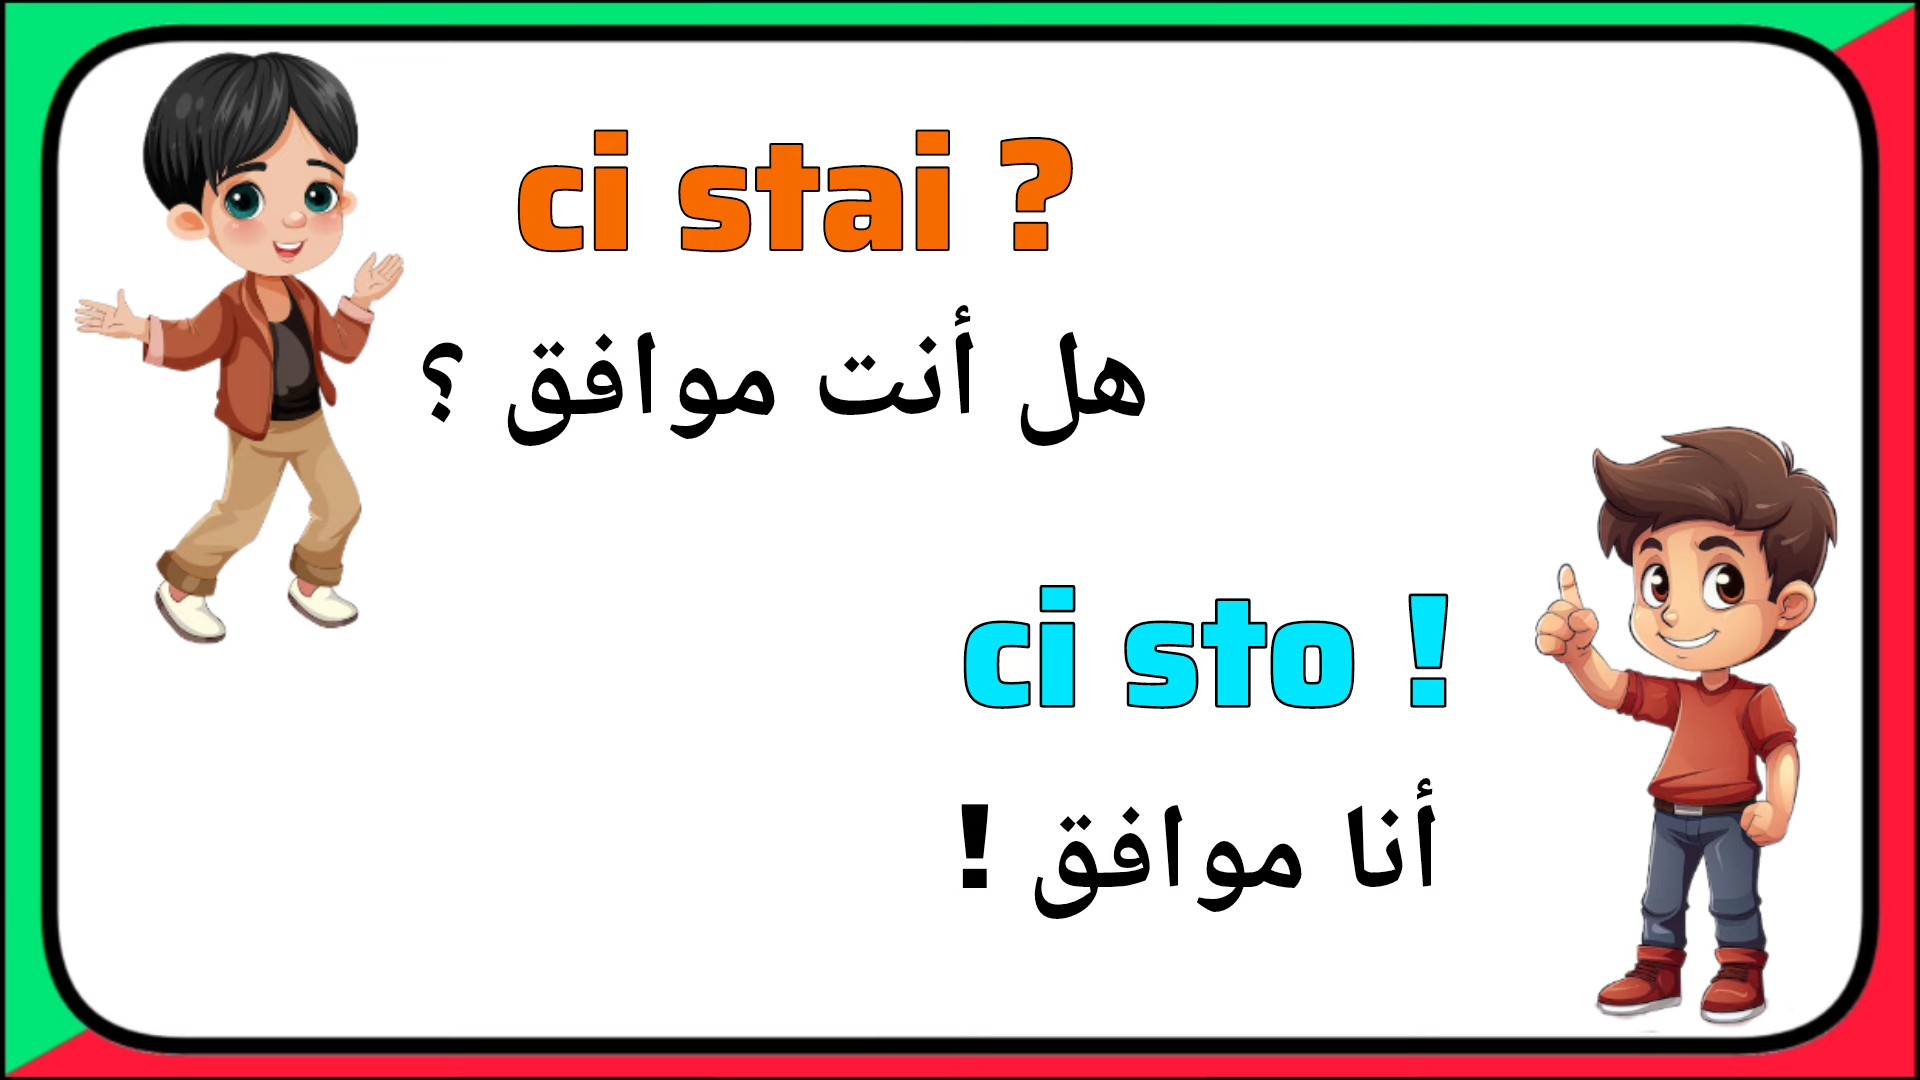 ci stai ?
هل أنت موافق ؟
ci sto !
أنا موافق !